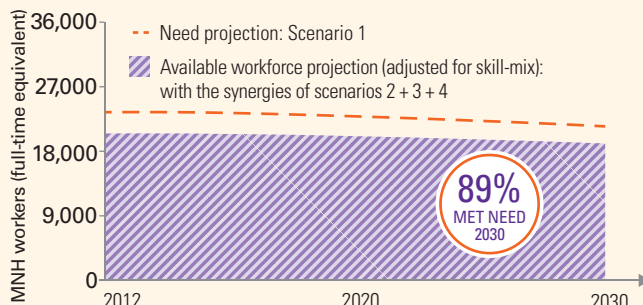 MNH workers (full-time equivalent)
36,000
27,000
18,000
9,000
0
Need projection: Scenario 1
Available workforce projection (adjusted for skill-mix):
with the synergies of scenarios 2 + 3 + 4
89%
MET NEED
2030
2012
2020
2030